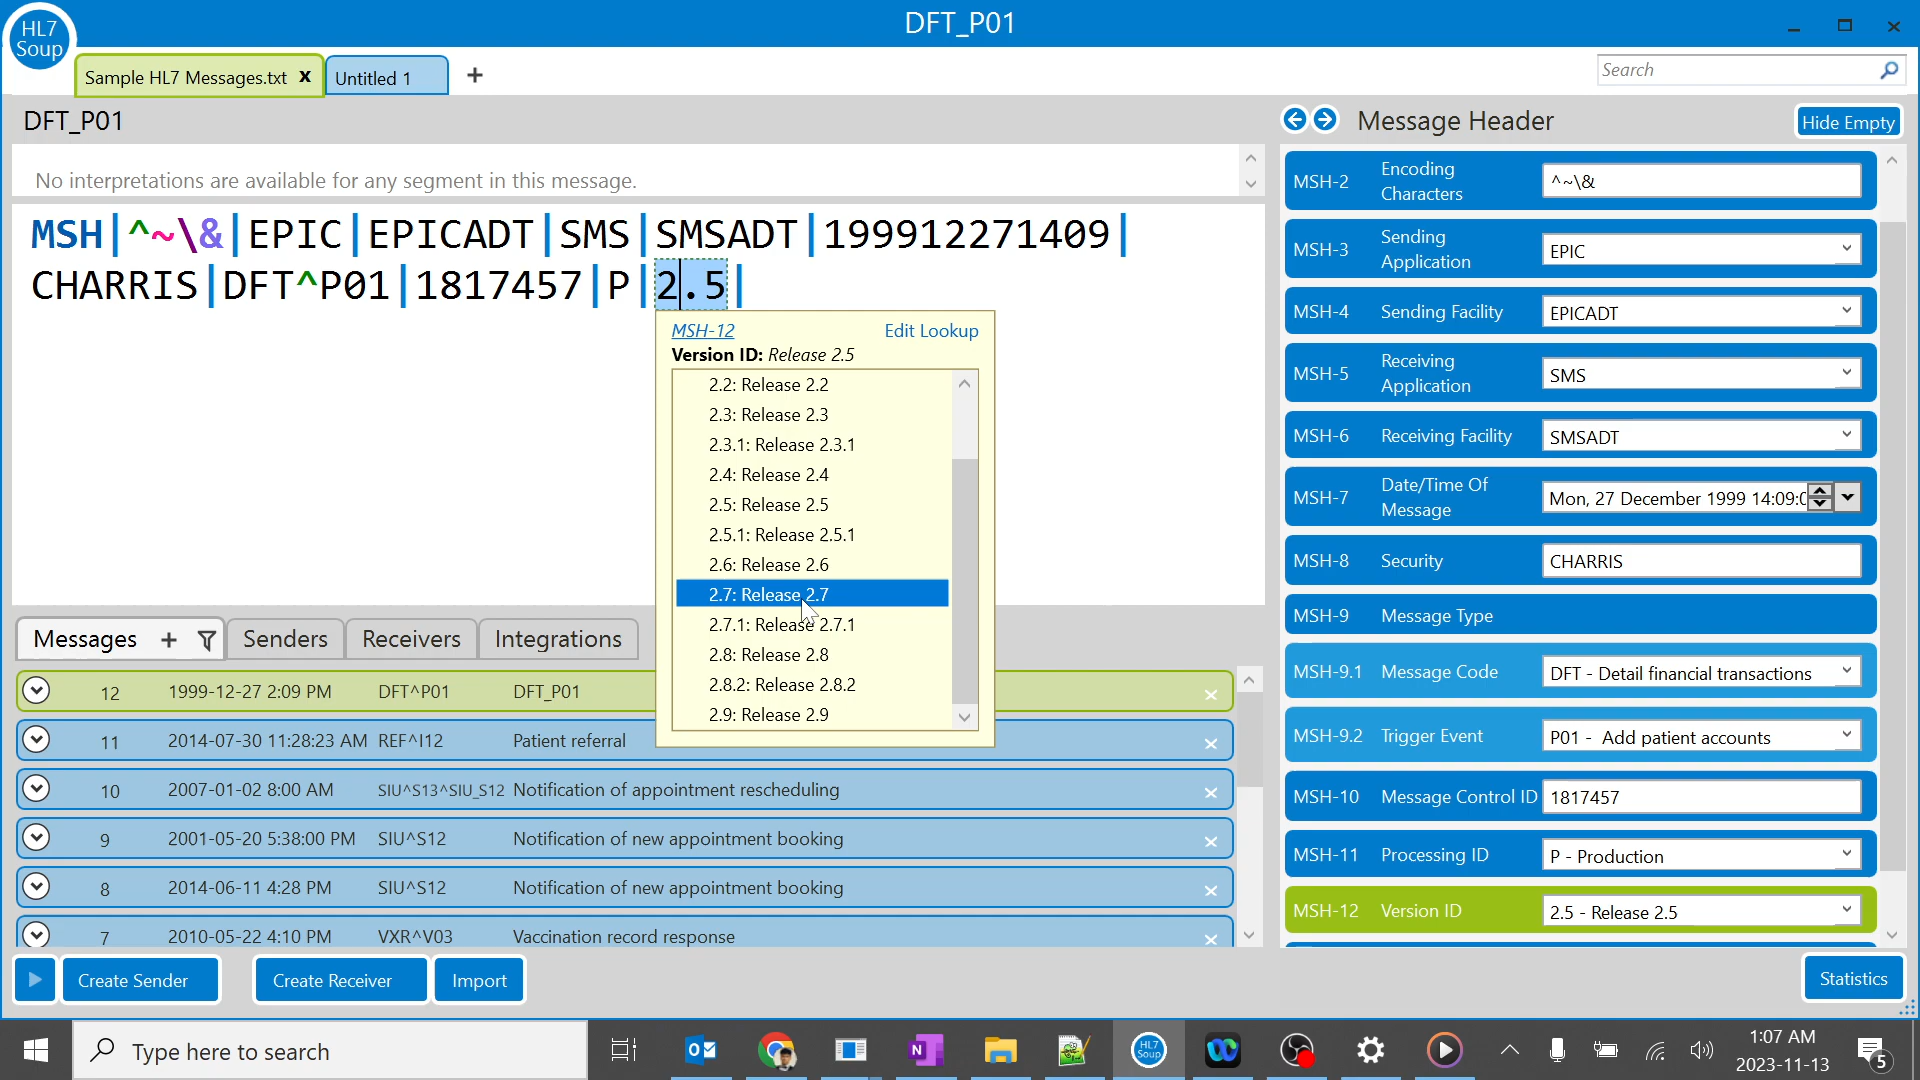 HL7
Soup
DFT_P01
Sample HL7 Messages.txt x
Untitled 1
+
Search
DFT_P01
No interpretations are available for any segment in this message.
MSH|^~\&|EPIC|EPICADT|SMS|SMSADT|199912271409|
CHARRIS|DFT^P01|1817457|P|2.5|
MSH-12 Edit Lookup
Version ID: Release 2.5
2.2: Release 2.2
2.3: Release 2.3
2.3.1: Release 2.3.1
2.4: Release 2.4
2.5: Release 2.5
2.5.1: Release 2.5.1
2.6: Release 2.6
2.7: Release 2.7
2.7.1: Release 2.7.1
2.8: Release 2.8
2.8.2: Release 2.8.2
2.9: Release 2.9
Messages + Senders Receivers Integrations
12 1999-12-27 2:09 PM DFT^P01 DFT_P01
11 2014-07-30 11:28:23 AM REF^I12 Patient referral
10 2007-01-02 8:00 AM SIU^S13^SIU_S12 Notification of appointment rescheduling
9 2001-05-20 5:38:00 PM SIU^S12 Notification of new appointment booking
8 2014-06-11 4:28 PM SIU^S12 Notification of new appointment booking
7 2010-05-22 4:10 PM VXR^V03 Vaccination record response
Create Sender Create Receiver Import
Message Header Hide Empty
MSH-2 Encoding Characters ^~\&
MSH-3 Sending Application EPIC
MSH-4 Sending Facility EPICADT
MSH-5 Receiving Application SMS
MSH-6 Receiving Facility SMSADT
MSH-7 Date/Time Of Message Mon, 27 December 1999 14:09:0
MSH-8 Security CHARRIS
MSH-9 Message Type
MSH-9.1 Message Code DFT - Detail financial transactions
MSH-9.2 Trigger Event P01 - Add patient accounts
MSH-10 Message Control ID 1817457
MSH-11 Processing ID P - Production
MSH-12 Version ID 2.5 - Release 2.5
Statistics
Type here to search
HL7
Soup
1:07 AM
2023-11-13
5